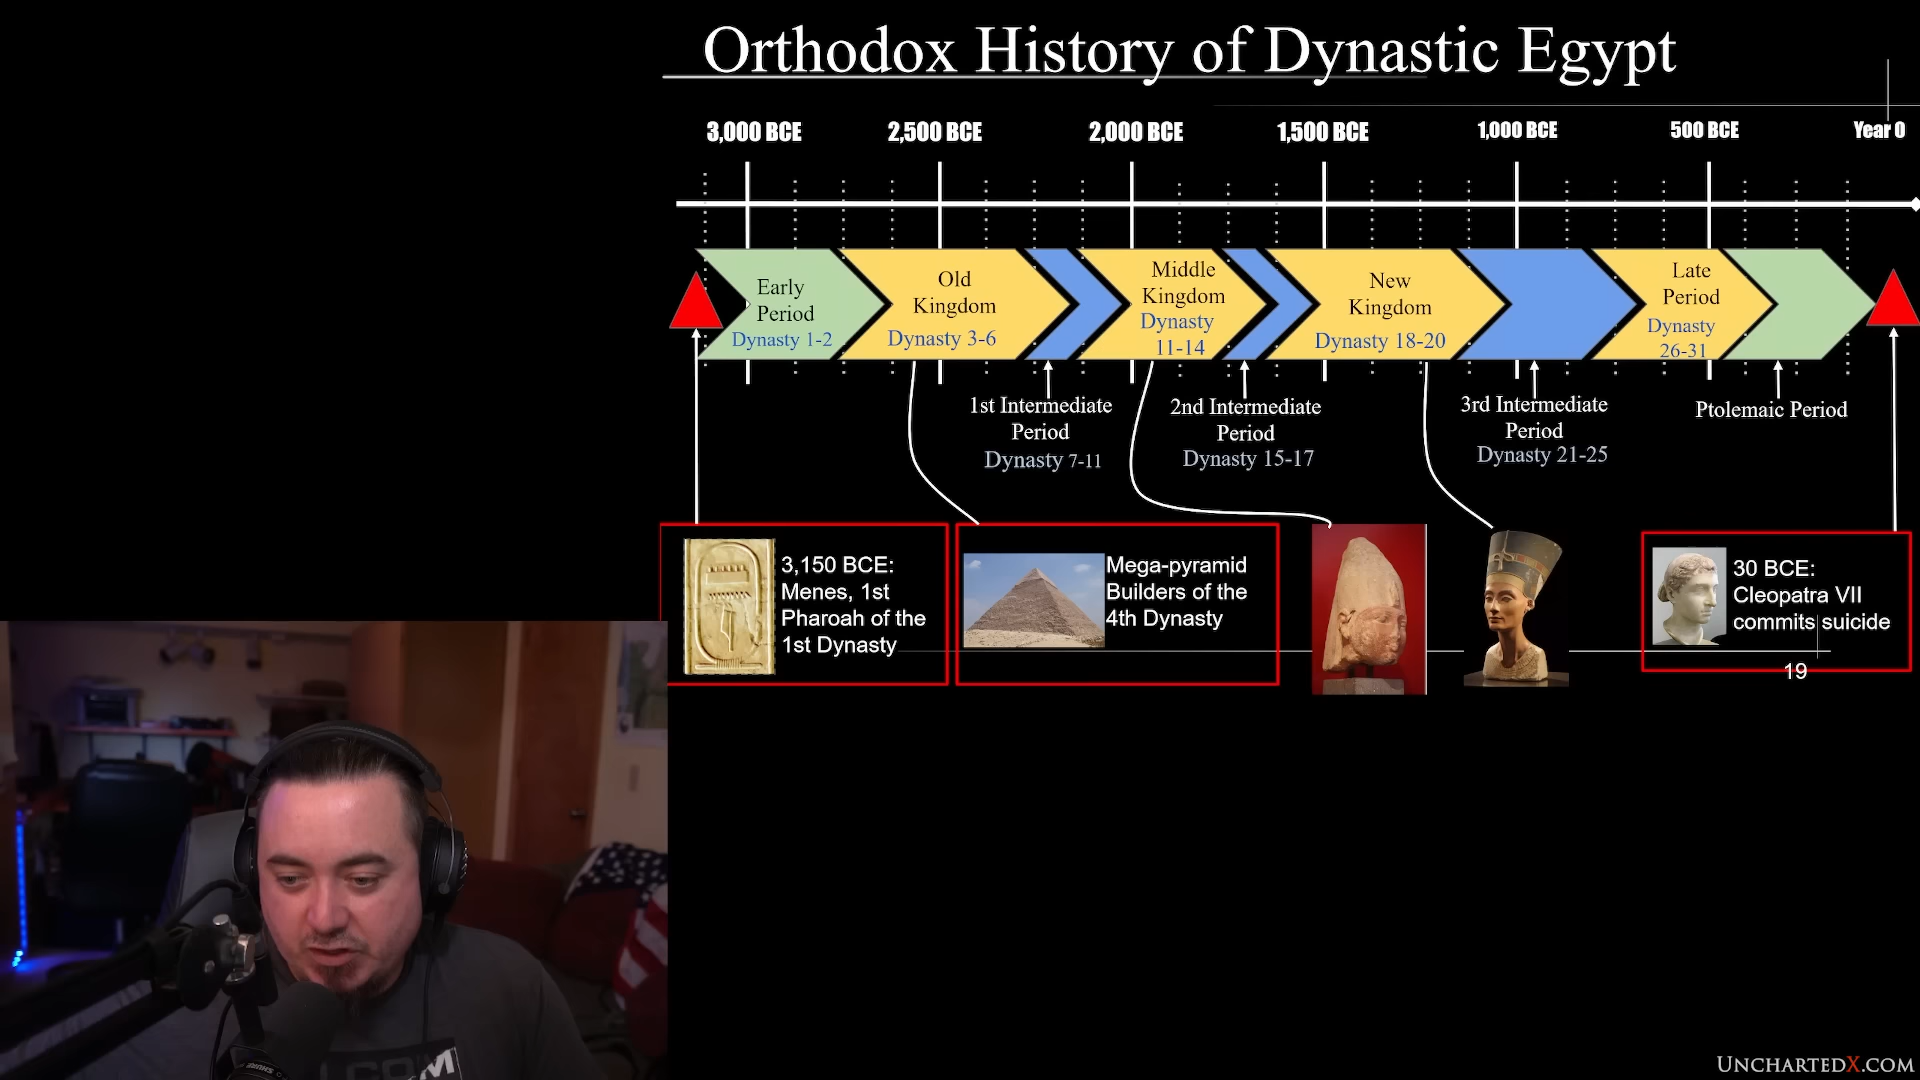 Orthodox History of Dynastic Egypt
3,000 BCE
2,500 BCE
2,000 BCE
1,500 BCE
1,000 BCE
500 BCE
Year 0
Early
Period
Dynasty 1-2
Old
Kingdom
Dynasty 3-6
Middle
Kingdom
Dynasty
11-14
New
Kingdom
Dynasty 18-20
Late
Period
Dynasty
26-31
1st Intermediate
Period
Dynasty 7-11
2nd Intermediate
Period
Dynasty 15-17
3rd Intermediate
Period
Dynasty 21-25
Ptolemaic Period
3,150 BCE:
Menes, 1st
Pharoah of the
1st Dynasty
Mega-pyramid
Builders of the
4th Dynasty
30 BCE:
Cleopatra VII
commits suicide
19
SHURE
UNCHARTEDX.COM